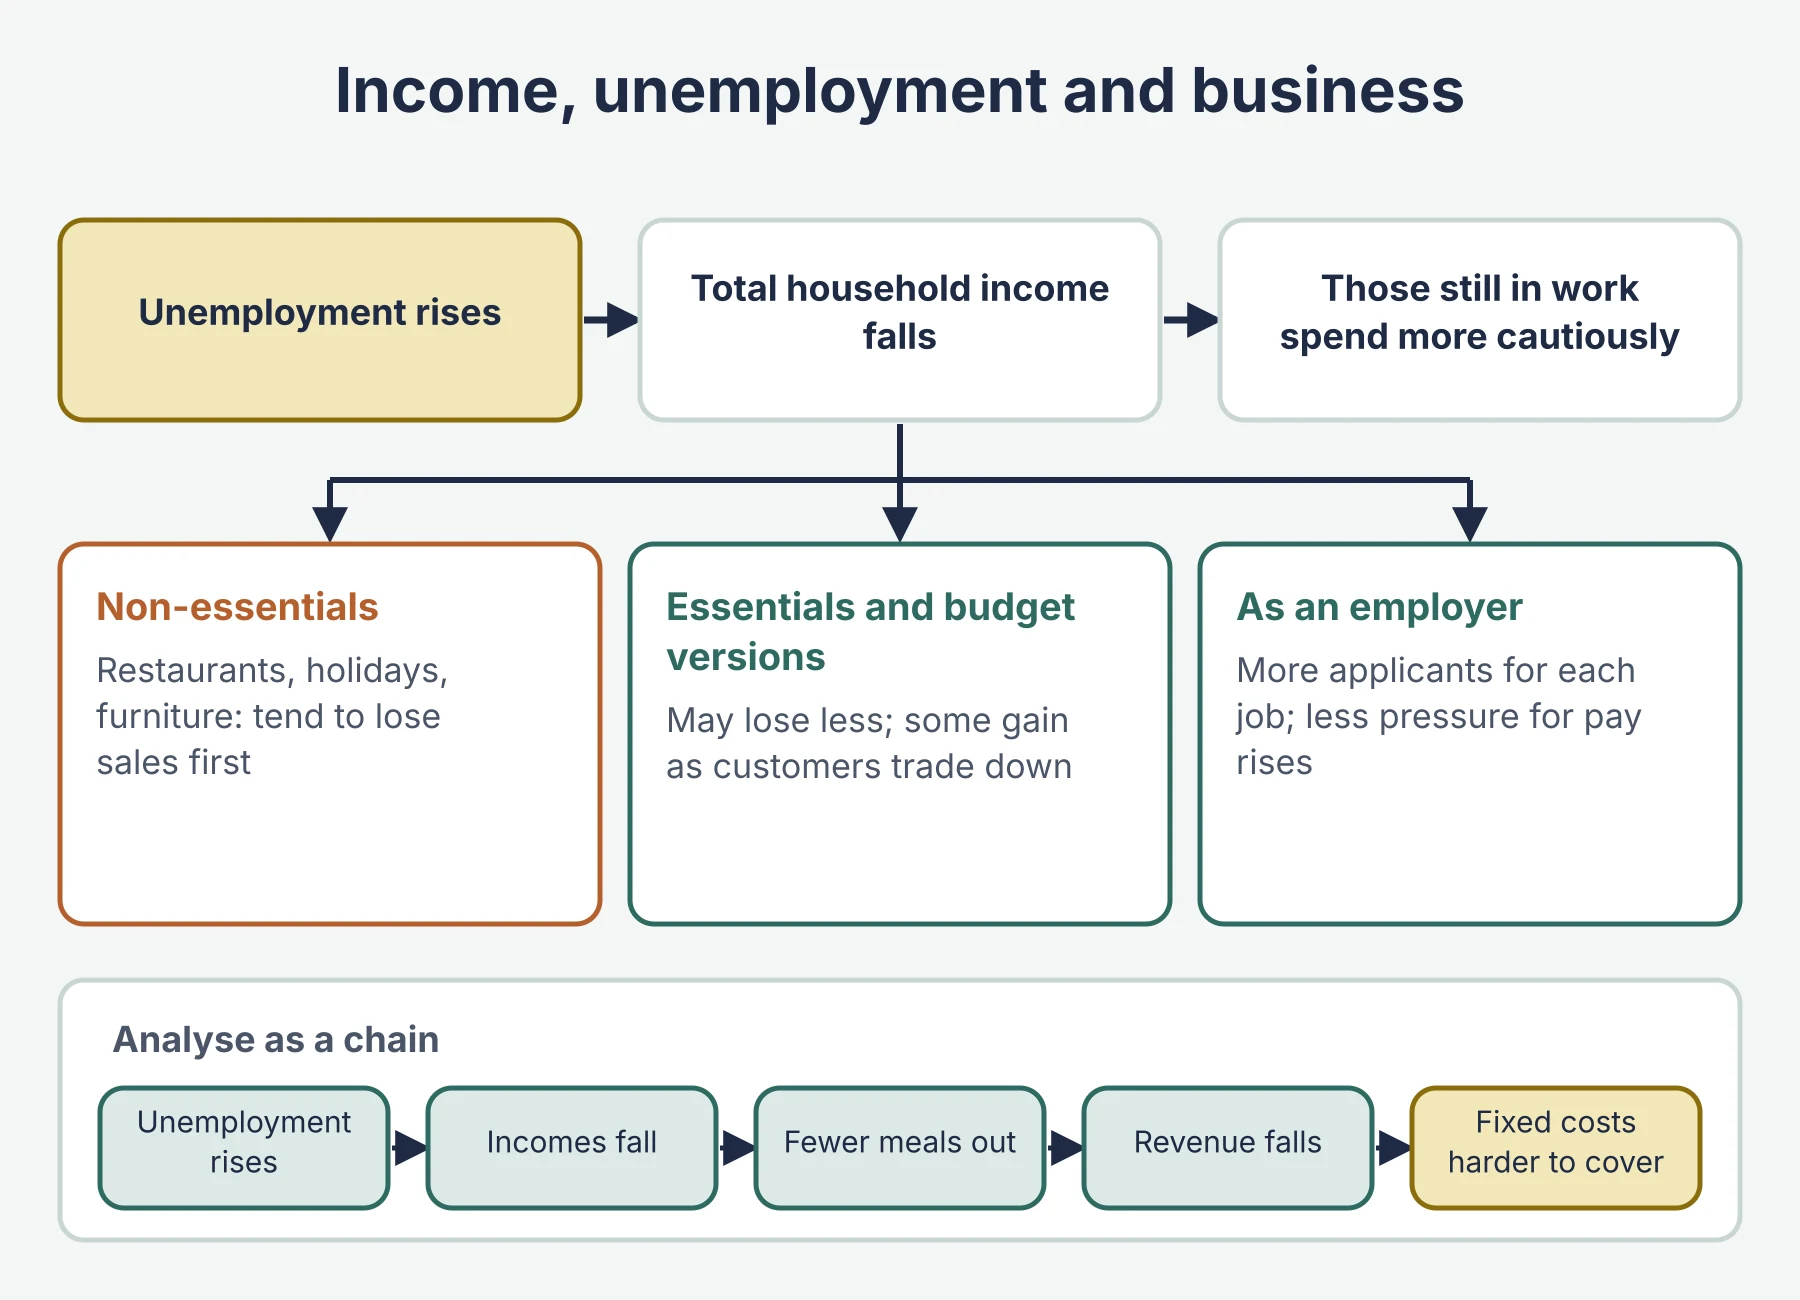 Income, unemployment and business
Unemployment rises
Total household income
falls
Those still in work
spend more cautiously
Non-essentials
Restaurants, holidays,
furniture: tend to lose
sales first
Essentials and budget
versions
May lose less; some gain
as customers trade down
As an employer
More applicants for each
job; less pressure for pay
rises
Analyse as a chain
Unemployment
rises
Incomes fall
Fewer meals out
Revenue falls
Fixed costs
harder to cover